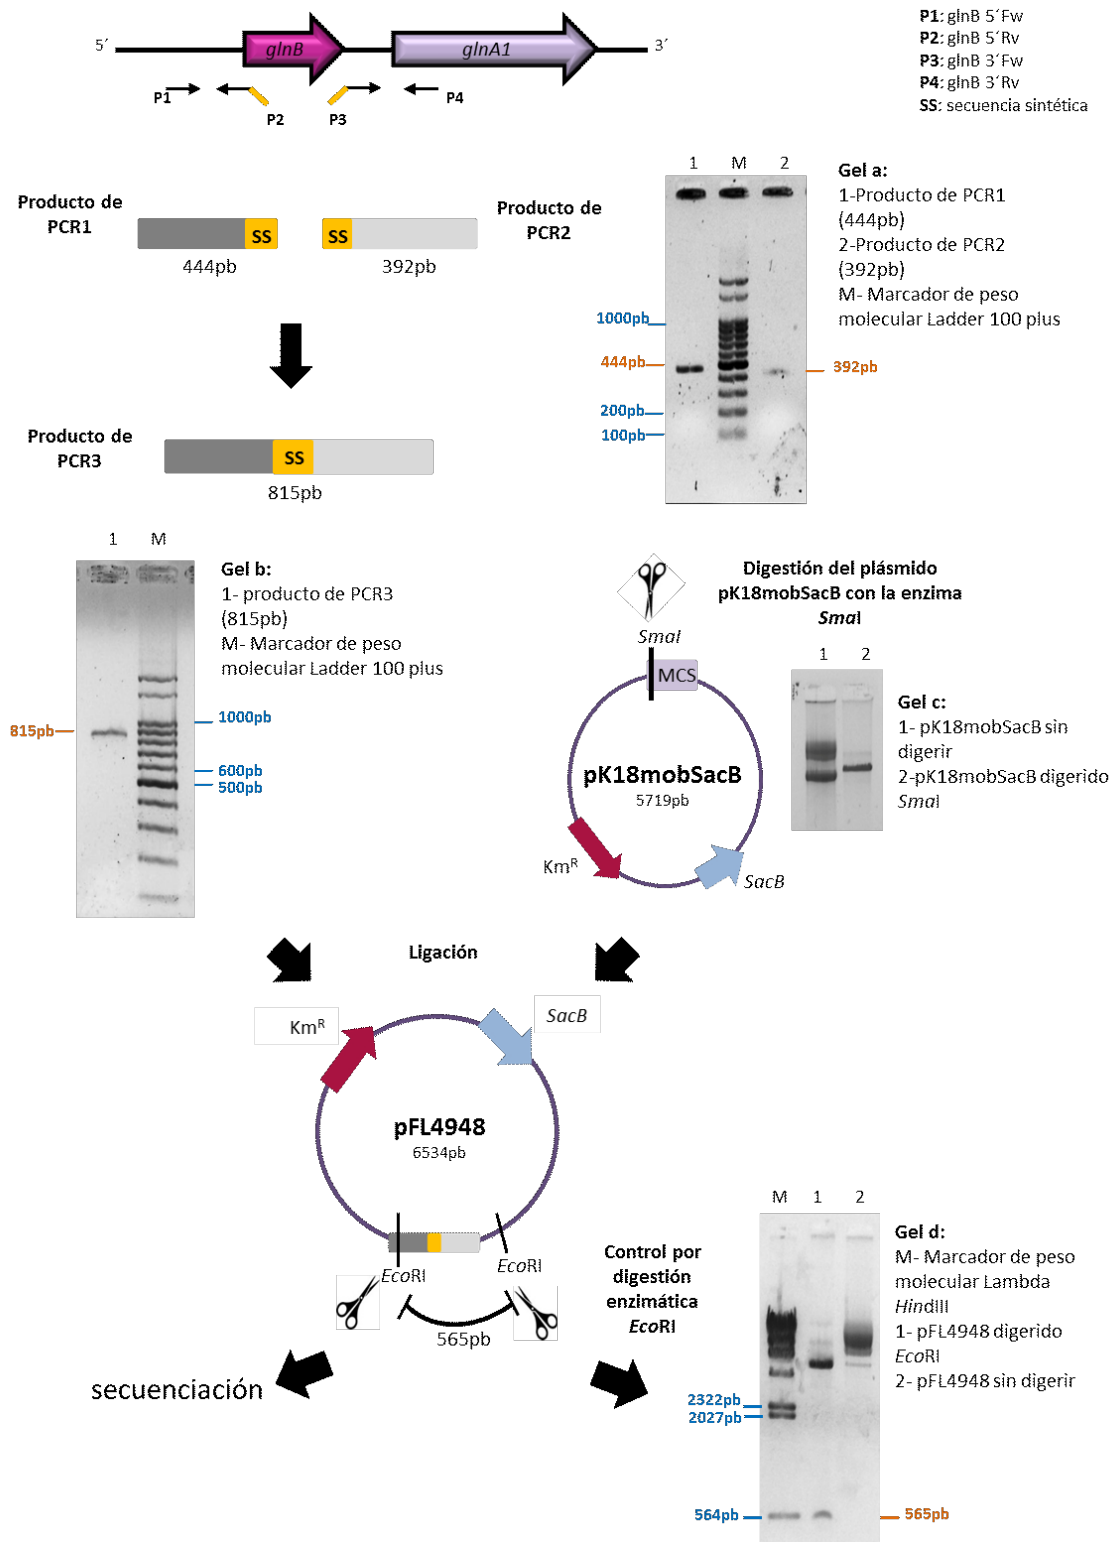 P1: glnB 5´Fw
P2: glnB 5´Rv
P3: glnB 3´Fw
P4: glnB 3´Rv
SS: secuencia sintética
5´
glnB
glnA1
3´
P1
P2
P3
P4
Producto de
PCR1
SS
444pb
SS
392pb
Producto de
PCR2
1 M 2
1000pb
444pb
392pb
200pb
100pb
Gel a:
1-Producto de PCR1
(444pb)
2-Producto de PCR2
(392pb)
M- Marcador de peso
molecular Ladder 100 plus
Producto de
PCR3
SS
815pb
1 M
815pb
1000pb
600pb
500pb
Gel b:
1- producto de PCR3
(815pb)
M- Marcador de peso
molecular Ladder 100 plus
Digestión del plásmido
pK18mobSacB con la enzima
SmaI
SmaI
MCS
pK18mobSacB
5719pb
KmR
SacB
1 2
Gel c:
1- pK18mobSacB sin
digerir
2-pK18mobSacB digerido
SmaI
Ligación
KmR
SacB
pFL4948
6534pb
EcoRI
EcoRI
565pb
secuenciación
Control por
digestión
enzimática
EcoRI
M 1 2
2322pb
2027pb
564pb
565pb
Gel d:
M- Marcador de peso
molecular Lambda
HindIII
1- pFL4948 digerido
EcoRI
2- pFL4948 sin digerir